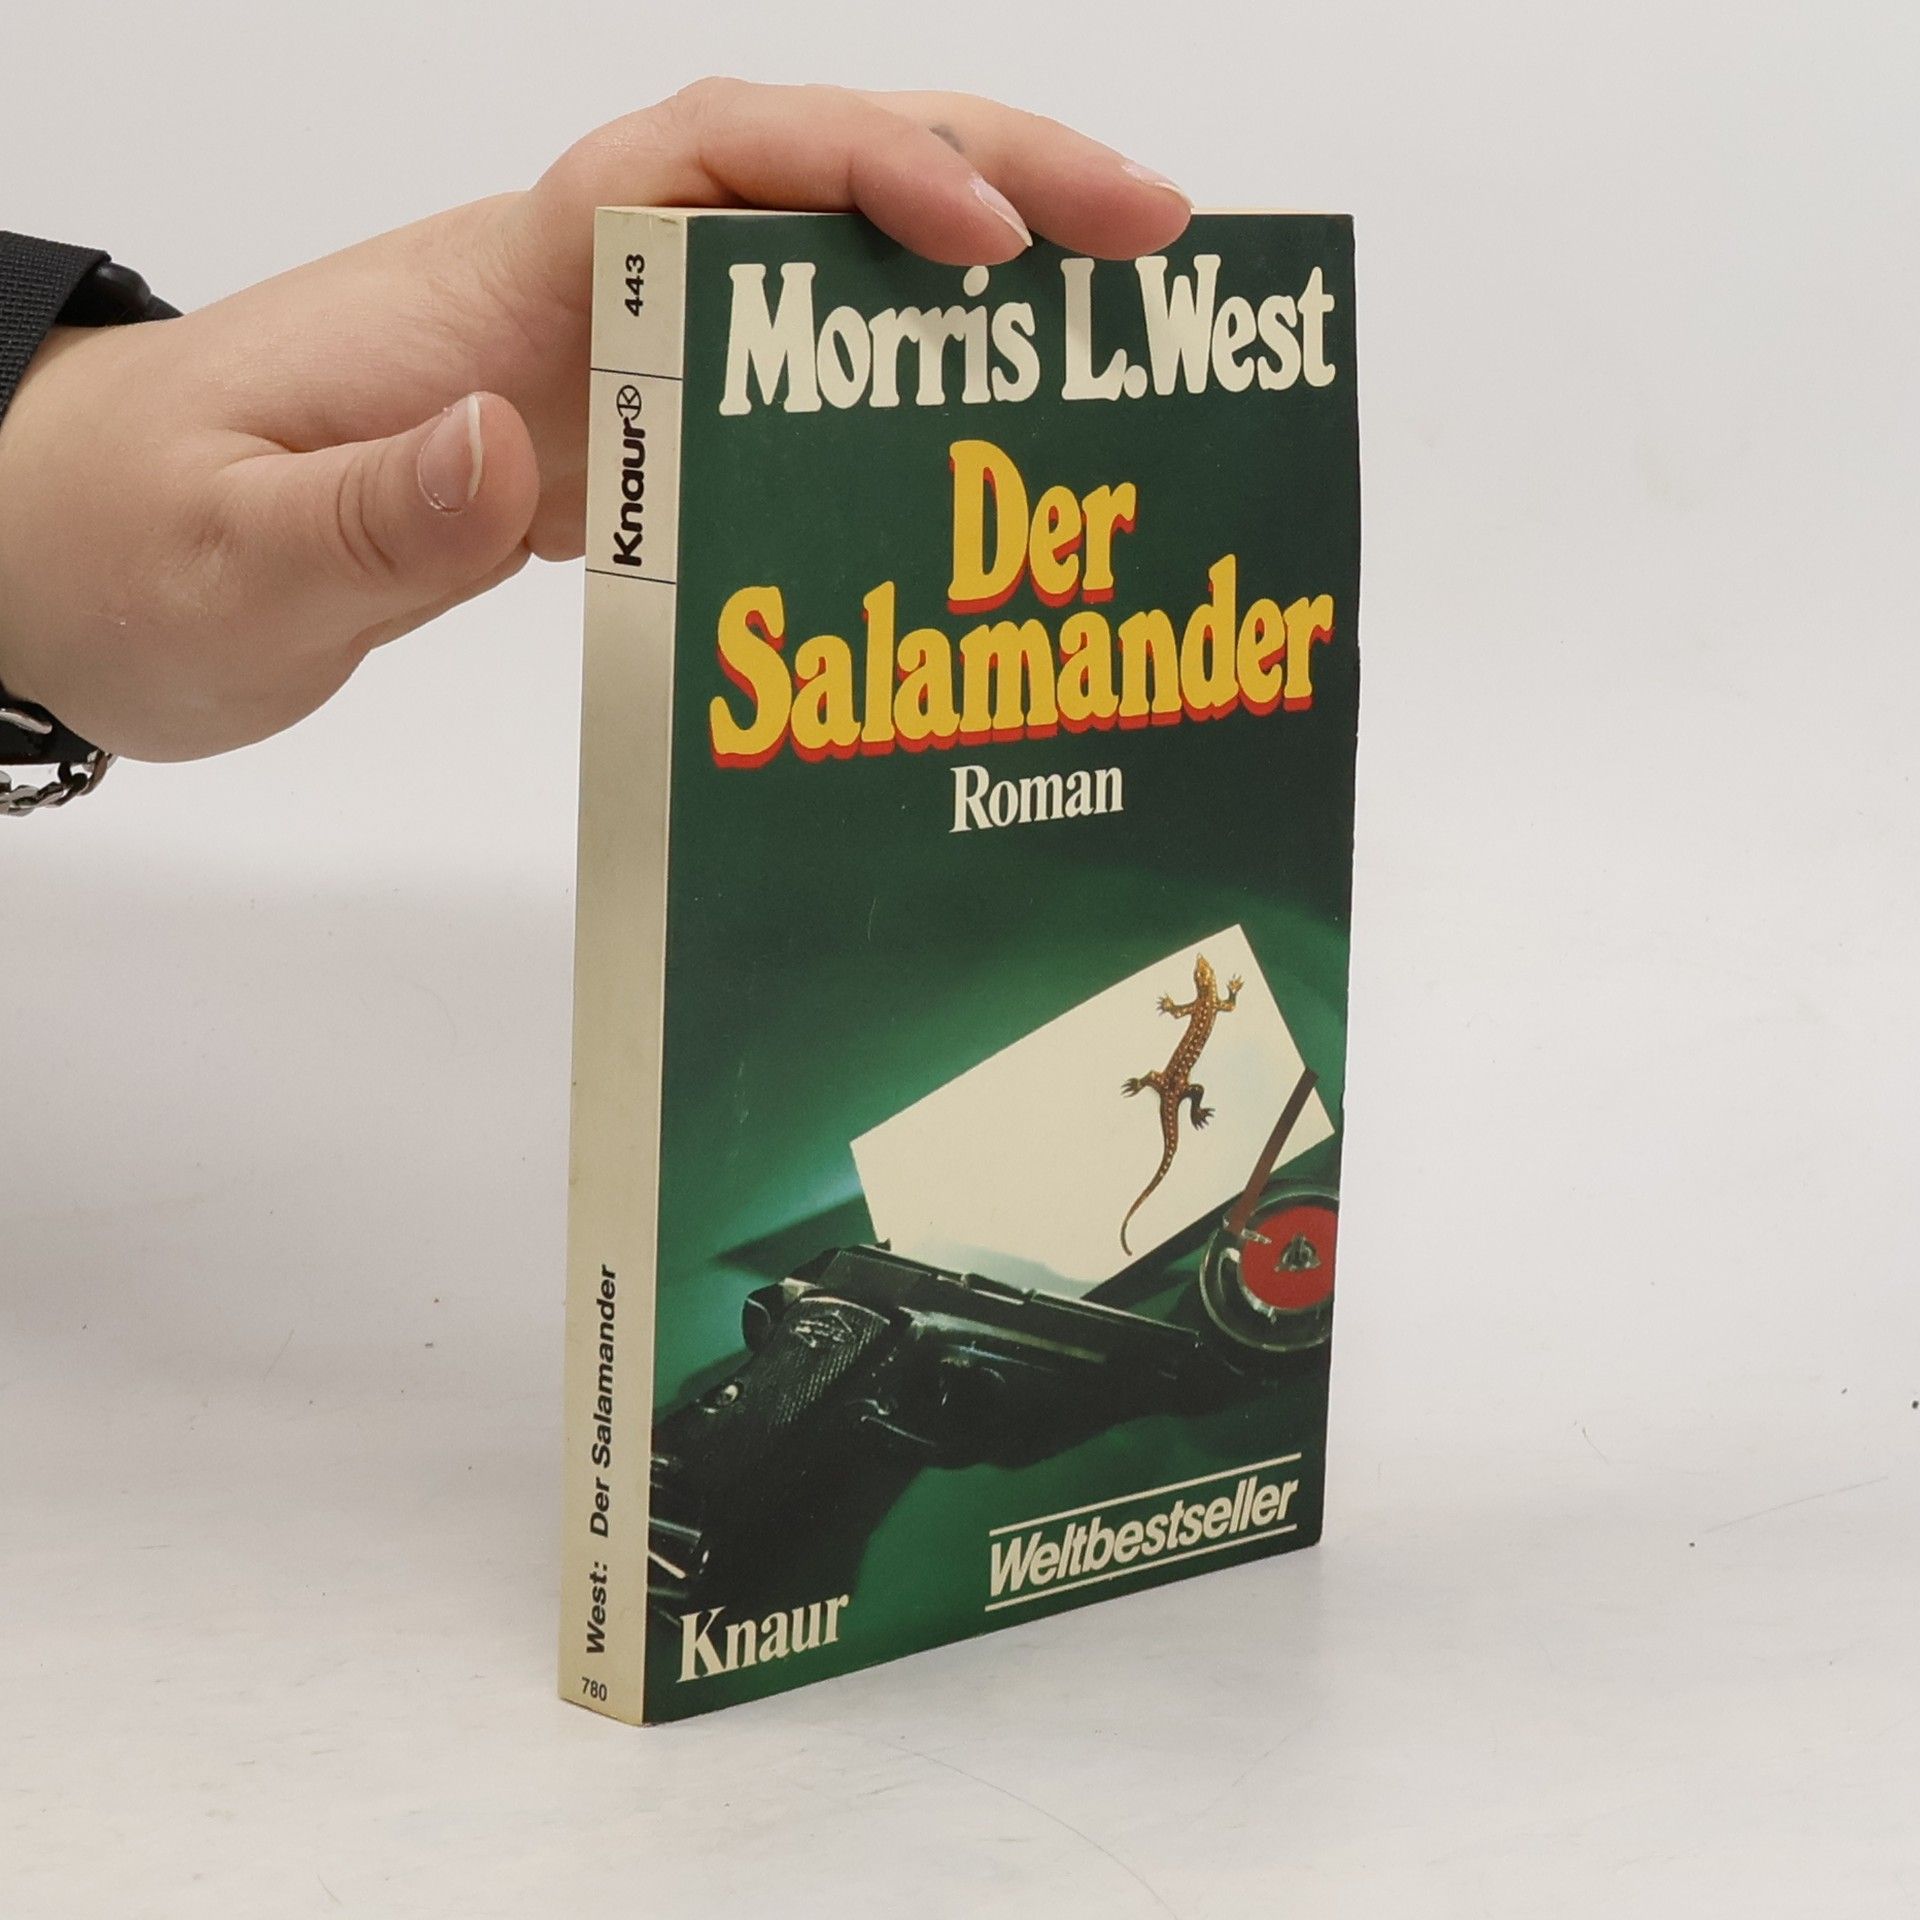 443
Knaur
West: Der Salamander
780
Morris L. West
Der
Salamander
Roman
Weltbestseller
Knaur